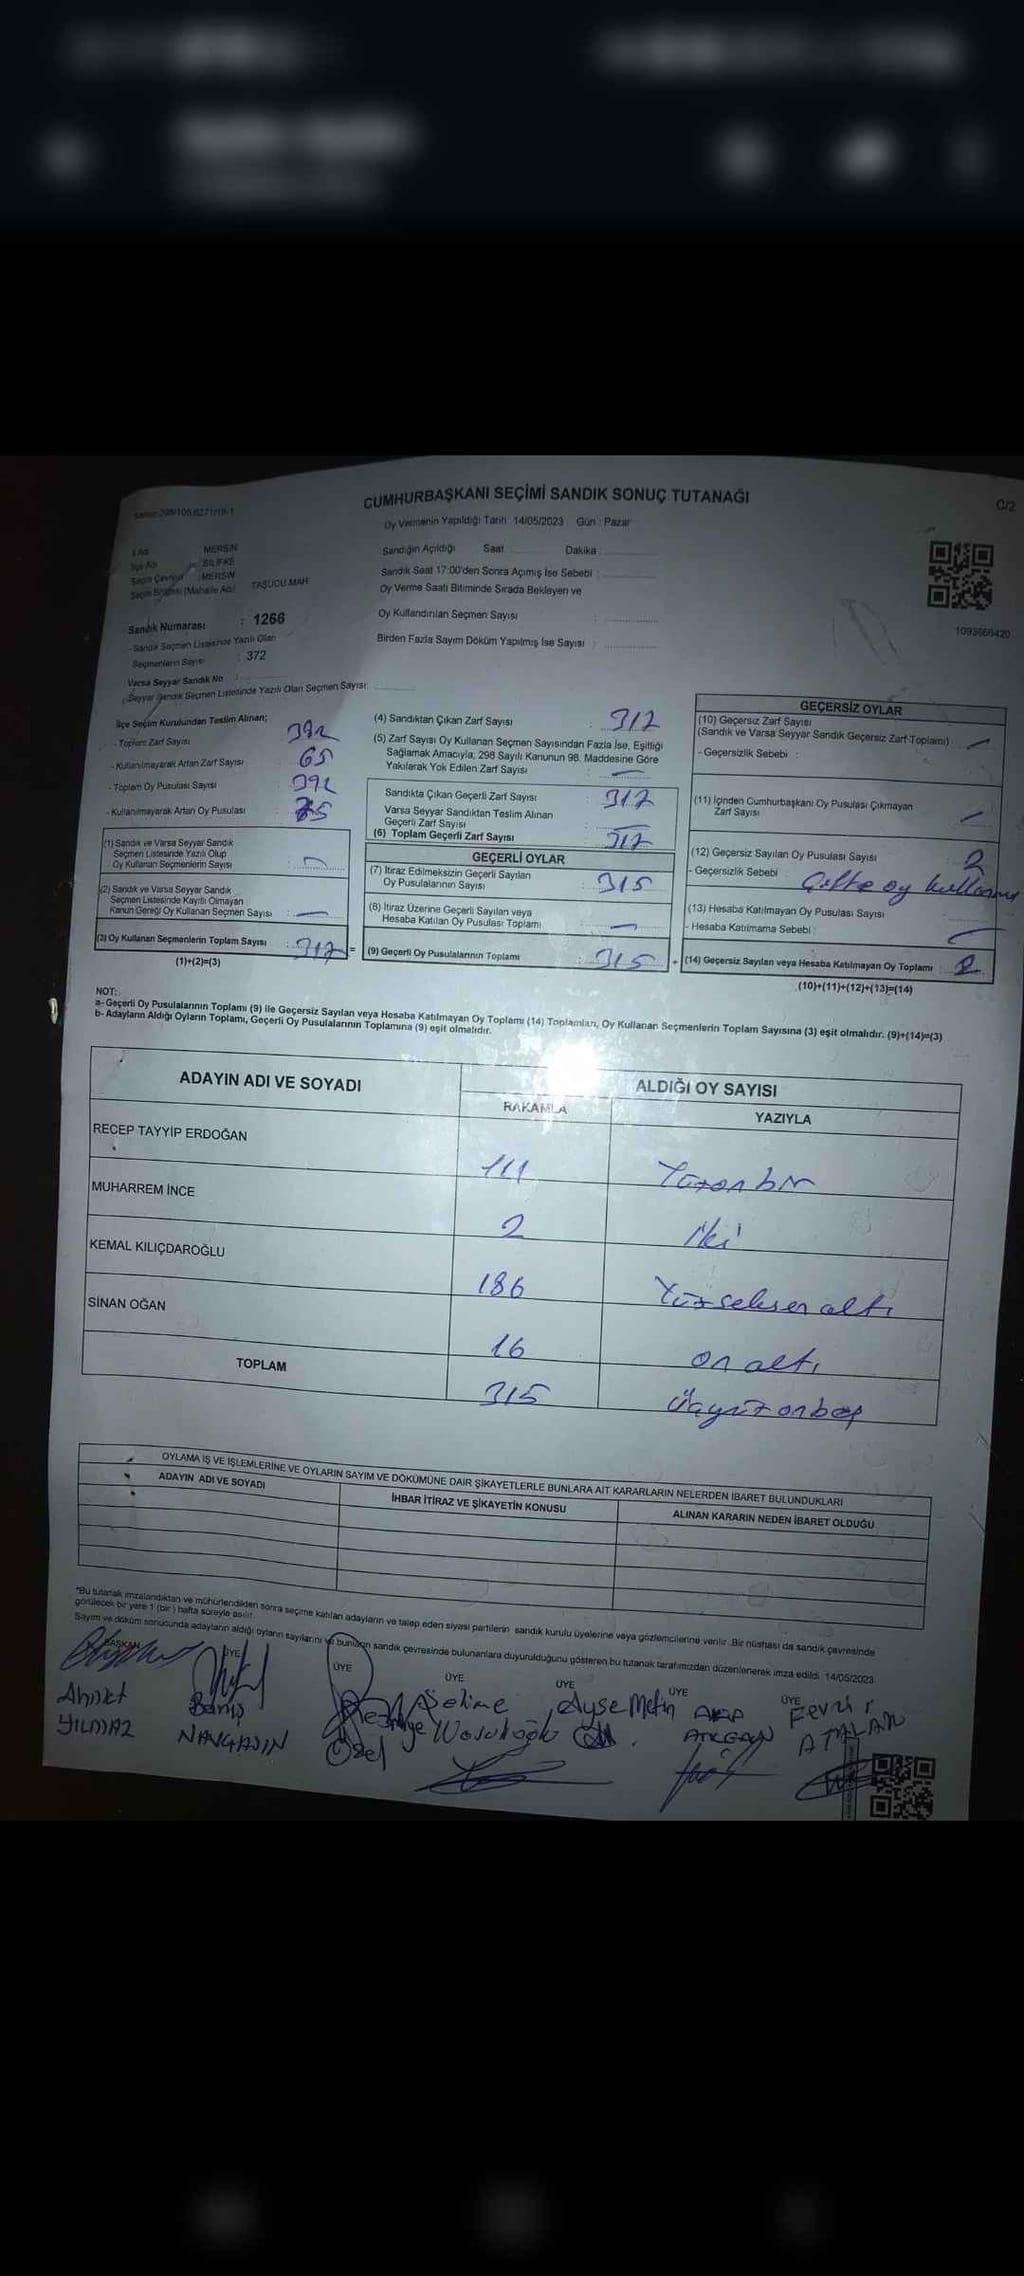 CUMHURBAŞKANI SEÇİMİ SANDIK SONUÇ TUTANAĞI
C/2
Oy Vermenin Yapıldığı Tarih 14/05/2023 Gün : Pazar
İl Adı : MERSİN
İlçe Adı : SİLİFKE
Seçim Çevresi : MERSİN
Seçim Bölgesi (Mahalle Adı) TAŞUCU MAH
Sandık Numarası : 1266
- Sandık Seçmen Listesinde Yazılı Olan
Seçmenlerin Sayısı : 372
Varsa Seyyar Sandık No :
Seyyar Sandık Seçmen Listesinde Yazılı Olan Seçmen Sayısı:
Sandığın Açıldığı Saat Dakika
Sandık Saat 17:00'den Sonra Açımış İse Sebebi :
Oy Verme Saati Bitiminde Sırada Bekleyen ve
Oy Kullandırılan Seçmen Sayısı :
Birden Fazla Sayım Döküm Yapılmış İse Sayısı :
1093666420
İlçe Seçim Kurulundan Teslim Alınan;
- Toplam Zarf Sayısı 392
- Kullanılmayarak Artan Zarf Sayısı 65
- Toplam Oy Pusulası Sayısı 392
- Kullanılmayarak Artan Oy Pusulası 75
(1) Sandık ve Varsa Seyyar Sandık
Seçmen Listesinde Yazılı Olup
Oy Kullanan Seçmenlerin Sayısı :
(2) Sandık ve Varsa Seyyar Sandık
Seçmen Listesinde Kayıtlı Olmayan
Kanun Gereği Oy Kullanan Seçmen Sayısı : —
(3) Oy Kullanan Seçmenlerin Toplam Sayısı : 317 =
(1)+(2)=(3)
(4) Sandıktan Çıkan Zarf Sayısı : 317
(5) Zarf Sayısı Oy Kullanan Seçmen Sayısından Fazla İse, Eşitliği
Sağlamak Amacıyla; 298 Sayılı Kanunun 98. Maddesine Göre
Yakılarak Yok Edilen Zarf Sayısı : —
Sandıkta Çıkan Geçerli Zarf Sayısı : 317
Varsa Seyyar Sandıktan Teslim Alınan
Geçerli Zarf Sayısı : —
(6) Toplam Geçerli Zarf Sayısı : 317
GEÇERLİ OYLAR
(7) İtiraz Edilmeksizin Geçerli Sayılan
Oy Pusulalarının Sayısı : 315
(8) İtiraz Üzerine Geçerli Sayılan veya
Hesaba Katılan Oy Pusulası Toplamı : —
(9) Geçerli Oy Pusulalarının Toplamı : 315 +
GEÇERSİZ OYLAR
(10) Geçersiz Zarf Sayısı
(Sandık ve Varsa Seyyar Sandık Geçersiz Zarf Toplamı) —
- Geçersizlik Sebebi :
(11) İçinden Cumhurbaşkanı Oy Pusulası Çıkmayan
Zarf Sayısı —
(12) Geçersiz Sayılan Oy Pusulası Sayısı 2
- Geçersizlik Sebebi : Çifte oy
(13) Hesaba Katılmayan Oy Pusulası Sayısı
- Hesaba Katılmama Sebebi : —
(14) Geçersiz Sayılan veya Hesaba Katılmayan Oy Toplamı : 2
(10)+(11)+(12)+(13)=(14)
NOT:
a- Geçerli Oy Pusulalarının Toplamı (9) ile Geçersiz Sayılan veya Hesaba Katılmayan Oy Toplamı (14) Toplamları, Oy Kullanan Seçmenlerin Toplam Sayısına (3) eşit olmalıdır. (9)+(14)=(3)
b- Adayların Aldığı Oyların Toplamı, Geçerli Oy Pusulalarının Toplamına (9) eşit olmelidir.
ADAYIN ADI VE SOYADI
ALDIĞI OY SAYISI
RAKAMLA
YAZIYLA
RECEP TAYYİP ERDOĞAN 111 Yüzon bir
MUHARREM İNCE 2 iki
KEMAL KILIÇDAROĞLU 186 Yüzseksen altı
SİNAN OĞAN 16 on altı
TOPLAM 315 Üçyüz onbeş
OYLAMA İŞ VE İŞLEMLERİNE VE OYLARIN SAYIM VE DÖKÜMÜNE DAİR ŞİKAYETLERLE BUNLARA AİT KARARLARIN NELERDEN İBARET BULUNDUKLARI
ADAYIN ADI VE SOYADI
İHBAR İTİRAZ VE ŞİKAYETİN KONUSU
ALINAN KARARIN NEDEN İBARET OLDUĞU
*Bu tutanak imzalandıktan ve mühürlendikten sonra seçime katılan adayların ve talep eden siyasi partilerin sandık kurulu üyelerine veya gözlemcilerine verilir. Bir nüshası da sandık çevresinde
görülecek bir yere 1 (bir) hafta süreyle asılır.
Sayım ve döküm sonucunda adayların aldığı oyların sayılarını ve bunların sandık çevresinde bulunanlara duyurulduğunu gösteren bu tutanak tarafımızdan düzenlenerek imza edildi. 14/05/2023
BAŞKAN ÜYE ÜYE ÜYE ÜYE ÜYE ÜYE
Ahmet Barış Selime Ayşe Metin Fevzi
YILMAZ Özel ATALAN